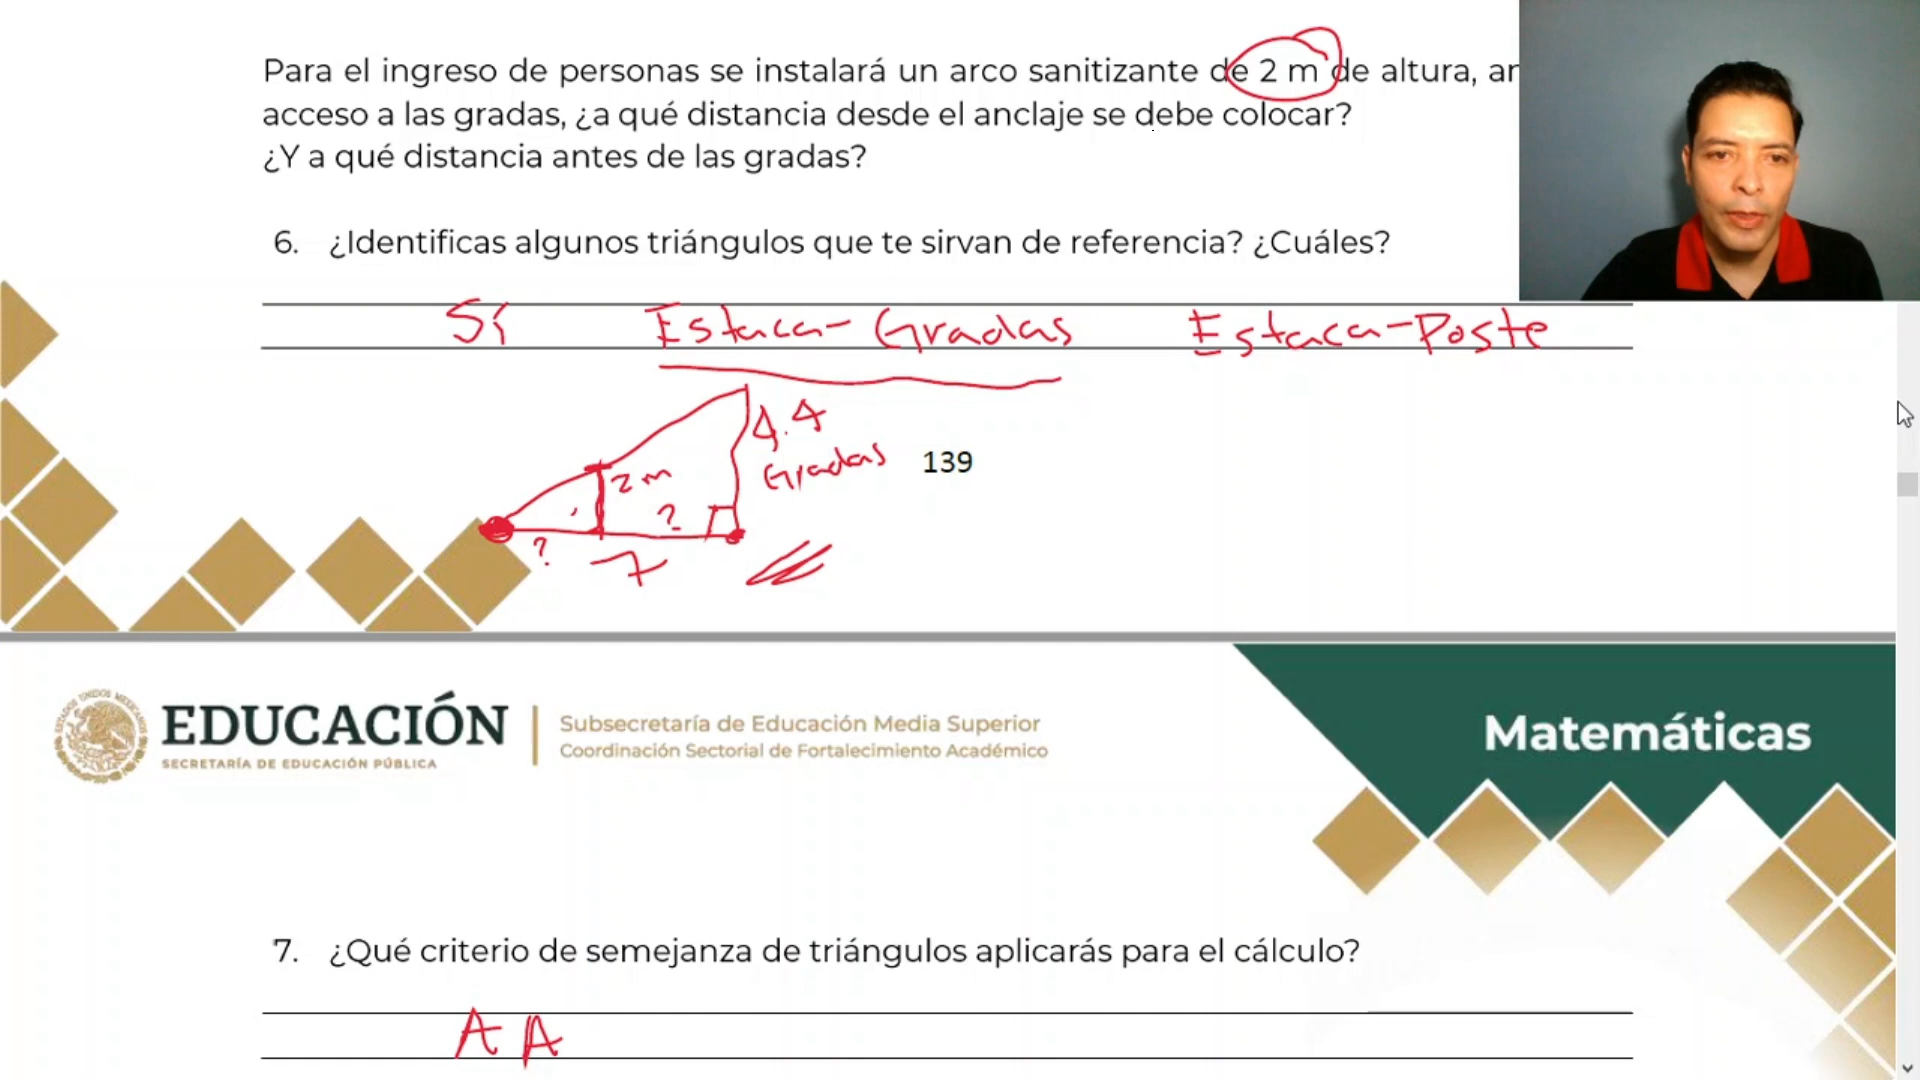 Para el ingreso de personas se instalará un arco sanitizante de 2 m de altura, an
acceso a las gradas, ¿a qué distancia desde el anclaje se debe colocar?
¿Y a qué distancia antes de las gradas?
6. ¿Identificas algunos triángulos que te sirvan de referencia? ¿Cuáles?
Sí Estaca-Gradas Estaca-Poste
4.4
Gradas
2 m
?
?
7
139
EDUCACIÓN
SECRETARÍA DE EDUCACIÓN PÚBLICA
Subsecretaría de Educación Media Superior
Coordinación Sectorial de Fortalecimiento Académico
Matemáticas
7. ¿Qué criterio de semejanza de triángulos aplicarás para el cálculo?
AA